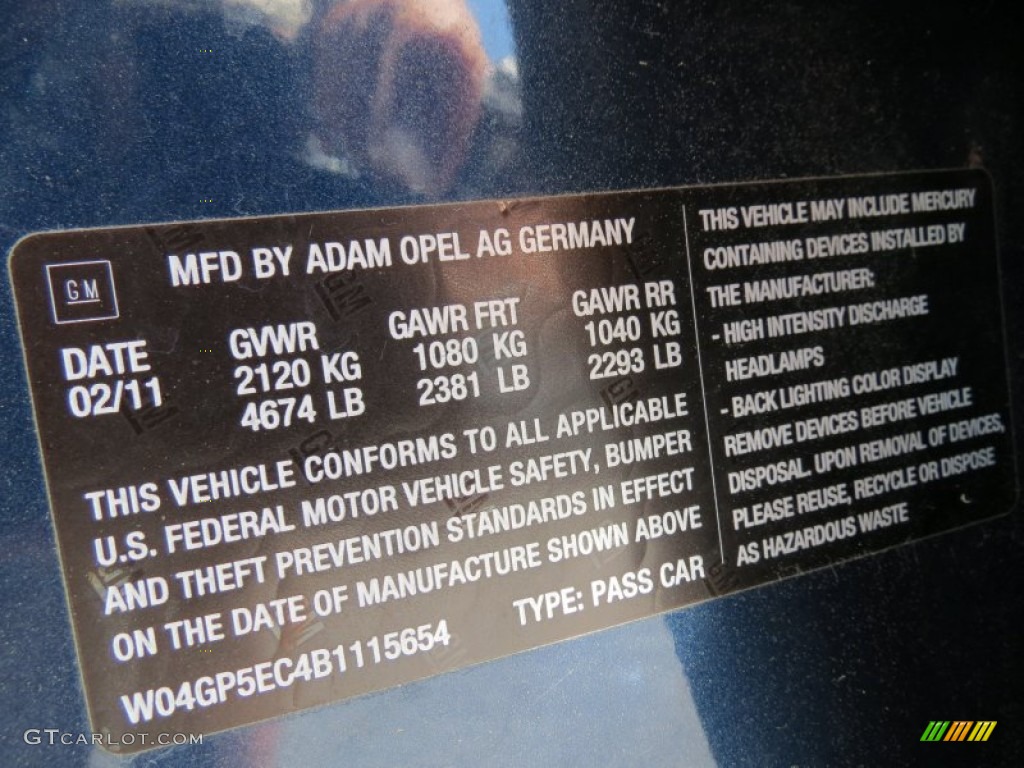 GM
MFD BY ADAM OPEL AG GERMANY
DATE
02/11
GVWR
2120 KG
4674 LB
GAWR FRT
1080 KG
2381 LB
GAWR RR
1040 KG
2293 LB
THIS VEHICLE CONFORMS TO ALL APPLICABLE
U.S. FEDERAL MOTOR VEHICLE SAFETY, BUMPER
AND THEFT PREVENTION STANDARDS IN EFFECT
ON THE DATE OF MANUFACTURE SHOWN ABOVE
W04GP5EC4B1115654
TYPE: PASS CAR
THIS VEHICLE MAY INCLUDE MERCURY
CONTAINING DEVICES INSTALLED BY
THE MANUFACTURER:
- HIGH INTENSITY DISCHARGE
HEADLAMPS
- BACK LIGHTING COLOR DISPLAY
REMOVE DEVICES BEFORE VEHICLE
DISPOSAL. UPON REMOVAL OF DEVICES,
PLEASE REUSE, RECYCLE OR DISPOSE
AS HAZARDOUS WASTE
GTCARLOT.COM